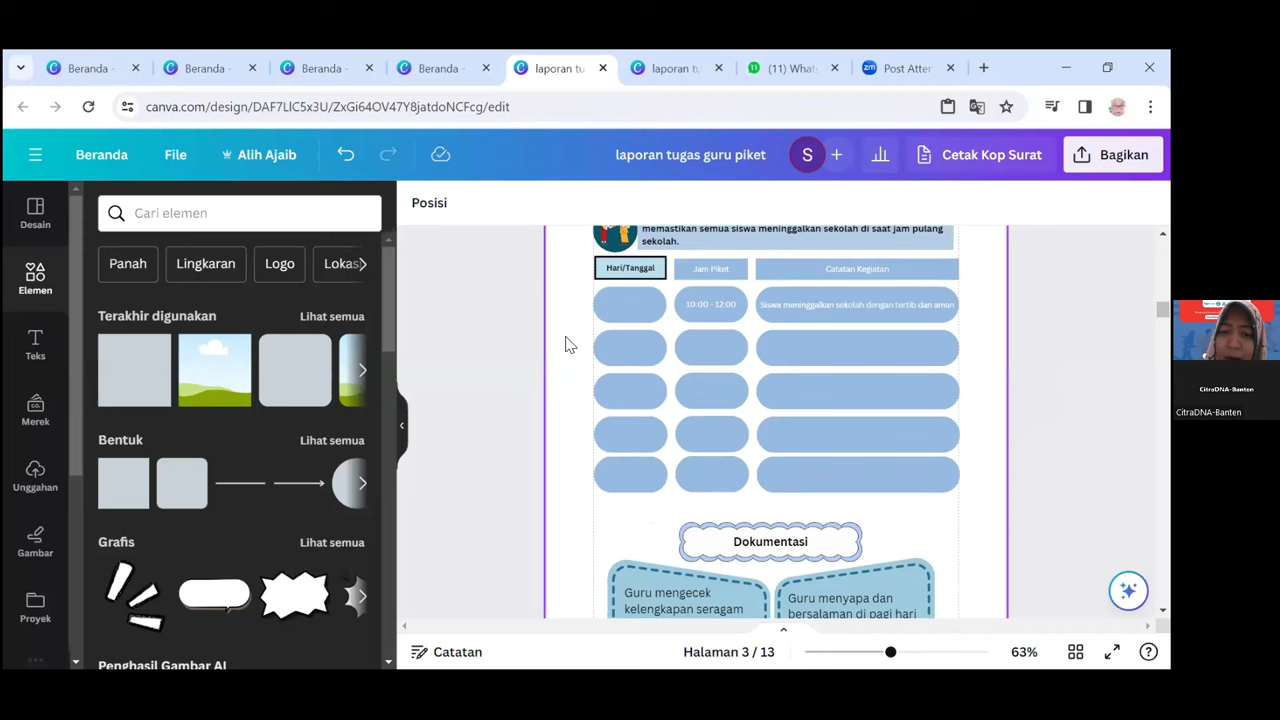 Beranda -
Beranda -
Beranda -
Beranda -
laporan tu
laporan tu
(11) What
Post Atter
canva.com/design/DAF7LlC5x3U/ZxGi64OV47Y8jatdoNCFcg/edit
Beranda
File
Alih Ajaib
laporan tugas guru piket
S
Cetak Kop Surat
Bagikan
Desain
Elemen
Teks
Merek
Unggahan
Gambar
Proyek
Cari elemen
Panah
Lingkaran
Logo
Lokas
Terakhir digunakan
Lihat semua
Bentuk
Lihat semua
Grafis
Lihat semua
Penghasil Gambar AI
Posisi
memastikan semua siswa meninggalkan sekolah di saat jam pulang
sekolah.
Hari/Tanggal
Jam Piket
Catatan Kegiatan
10:00 -12:00
Siswa meninggalkan sekolah dengan tertib dan aman
Dokumentasi
Guru mengecek
kelengkapan seragam
Guru menyapa dan
bersalaman di pagi hari
Catatan
Halaman 3 / 13
63%
CitraDNA-Banten
CitraDNA-Banten